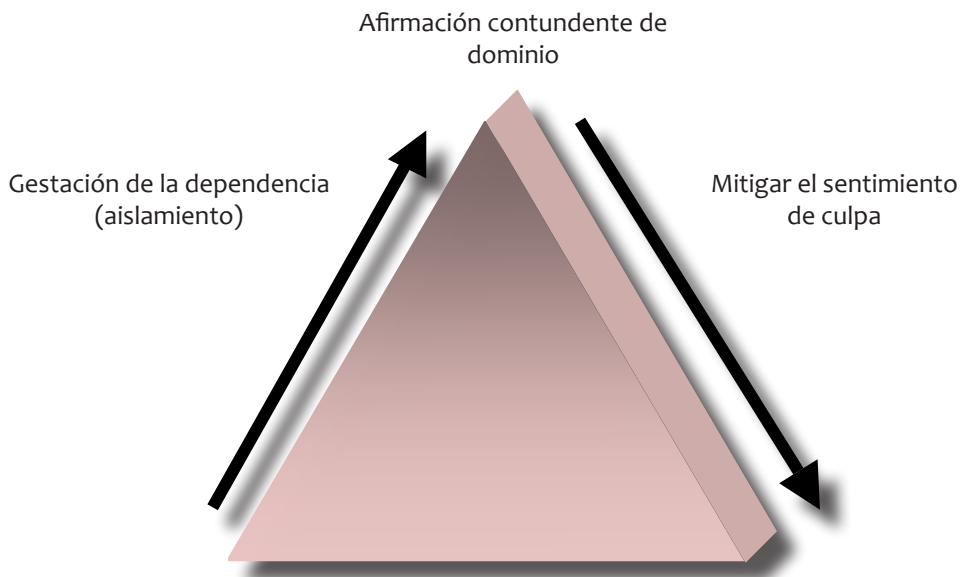 Afirmación contundente de
dominio
Gestación de la dependencia
(aislamiento)
Mitigar el sentimiento
de culpa